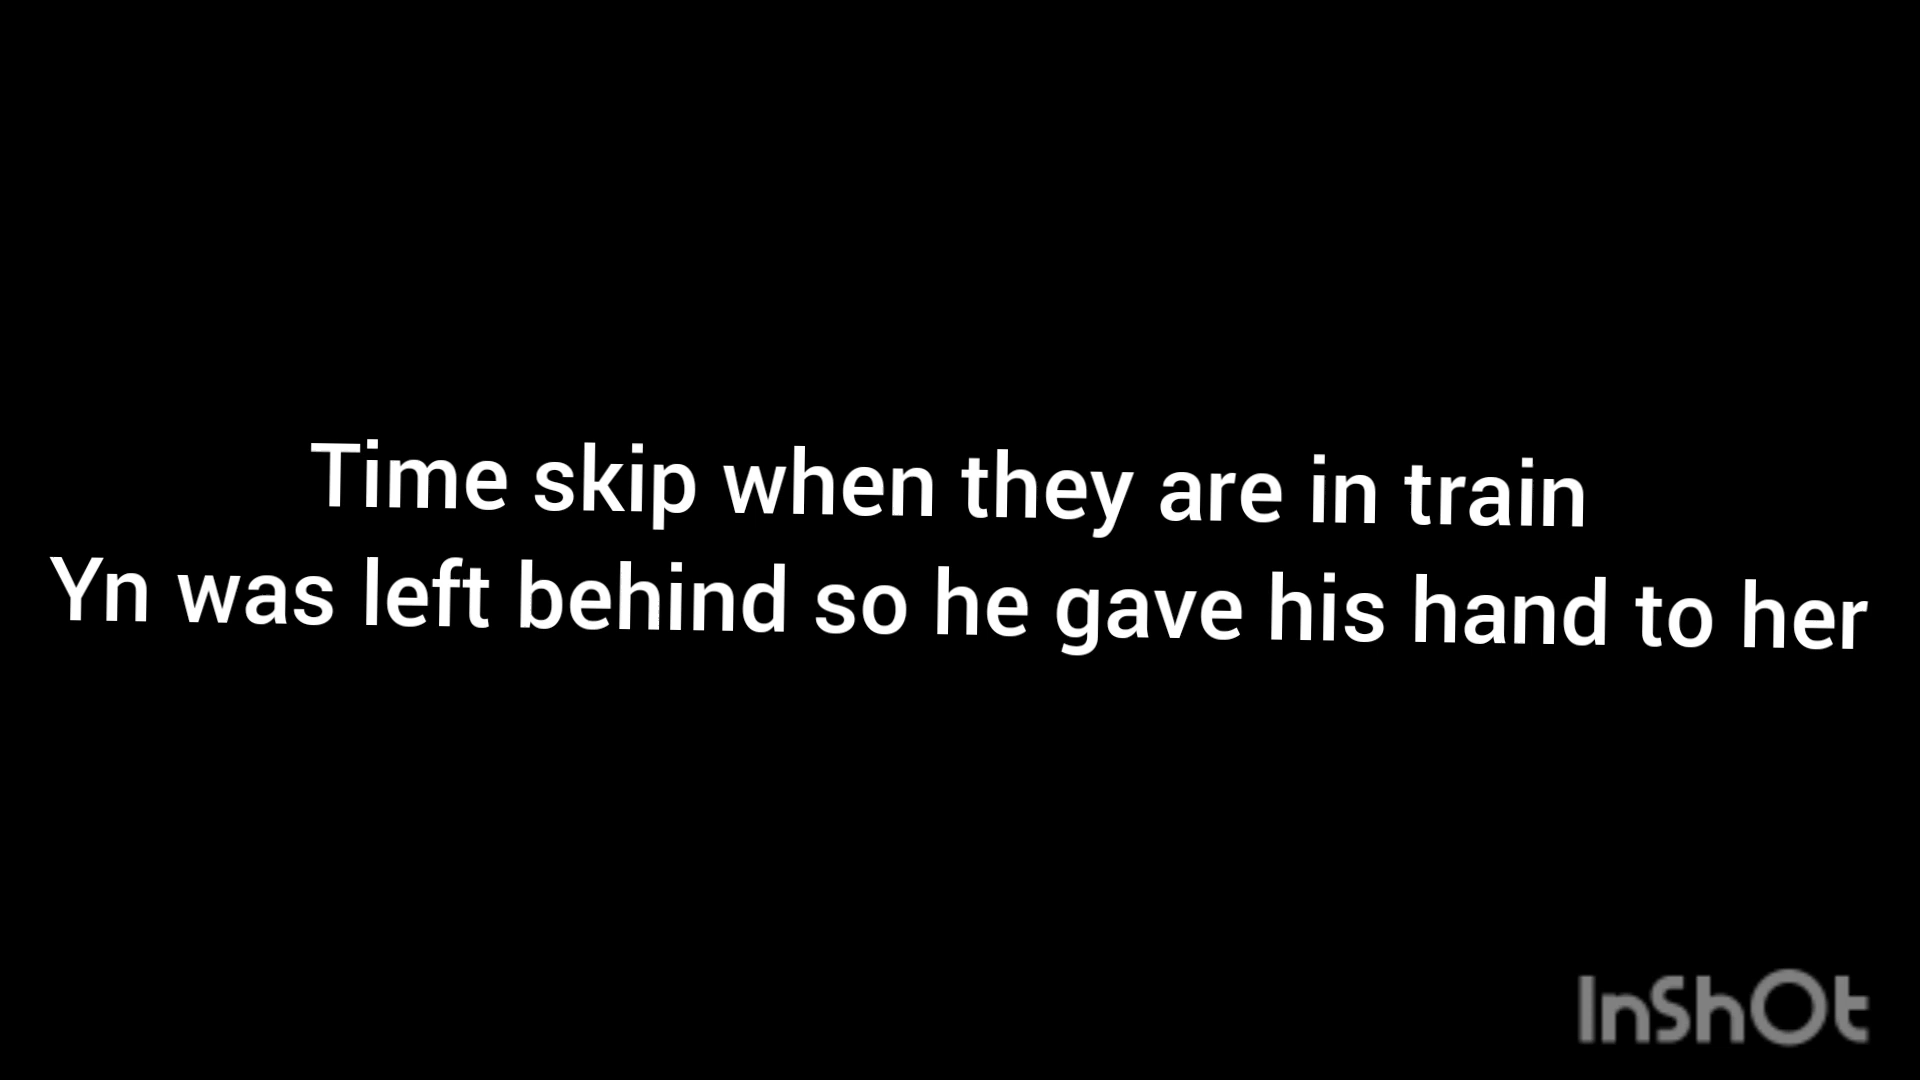 Time skip when they are in train
Yn was left behind so he gave his hand to her
InShOt